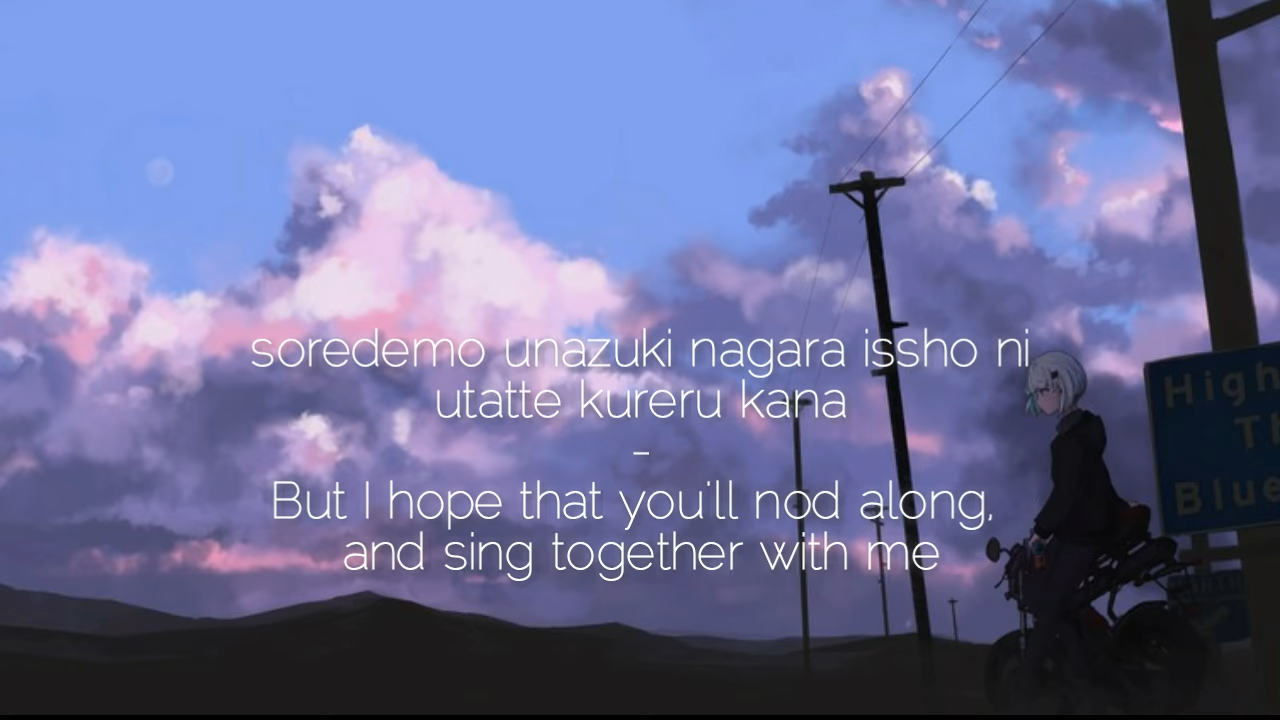 soredemo unazuki nagara issho ni
utatte kureru kana
-
But I hope that you'll nod along,
and sing together with me
High
Th
Blue